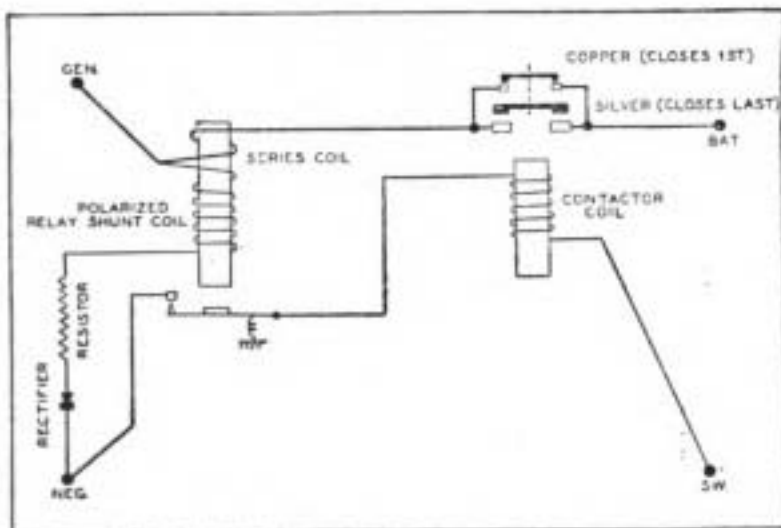 GEN.
COPPER (CLOSES 1ST)
SILVER (CLOSES LAST)
BAT
SERIES COIL
POLARIZED
RELAY SHUNT COIL
CONTACTOR
COIL
RESISTOR
RECTIFIER
NEG.
SW.